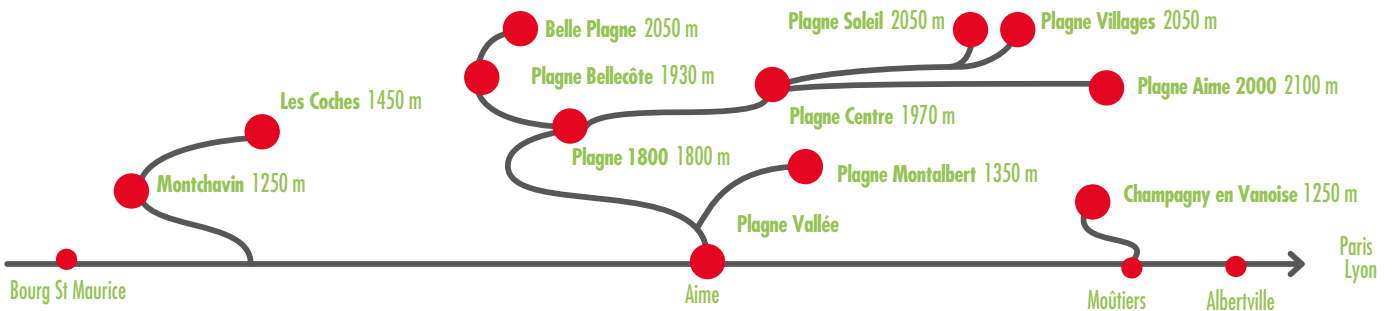 Belle Plagne 2050 m
Plagne Soleil 2050 m
Plagne Villages 2050 m
Plagne Bellecôte 1930 m
Plagne Aime 2000 2100 m
Les Coches 1450 m
Plagne Centre 1970 m
Plagne 1800 1800 m
Plagne Montalbert 1350 m
Montchavin 1250 m
Champagny en Vanoise 1250 m
Plagne Vallée
Paris
Lyon
Bourg St Maurice
Aime
Moûtiers
Albertville